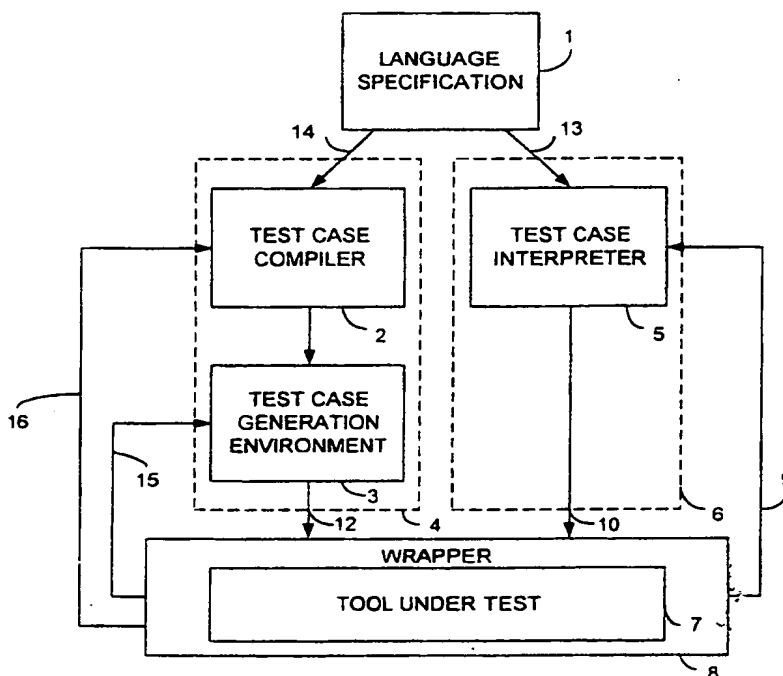 1
LANGUAGE
SPECIFICATION
14
13
TEST CASE
COMPILER
TEST CASE
INTERPRETER
2
5
TEST CASE
GENERATION
ENVIRONMENT
16
15
3
12
4
10
6
WRAPPER
TOOL UNDER TEST
7
8